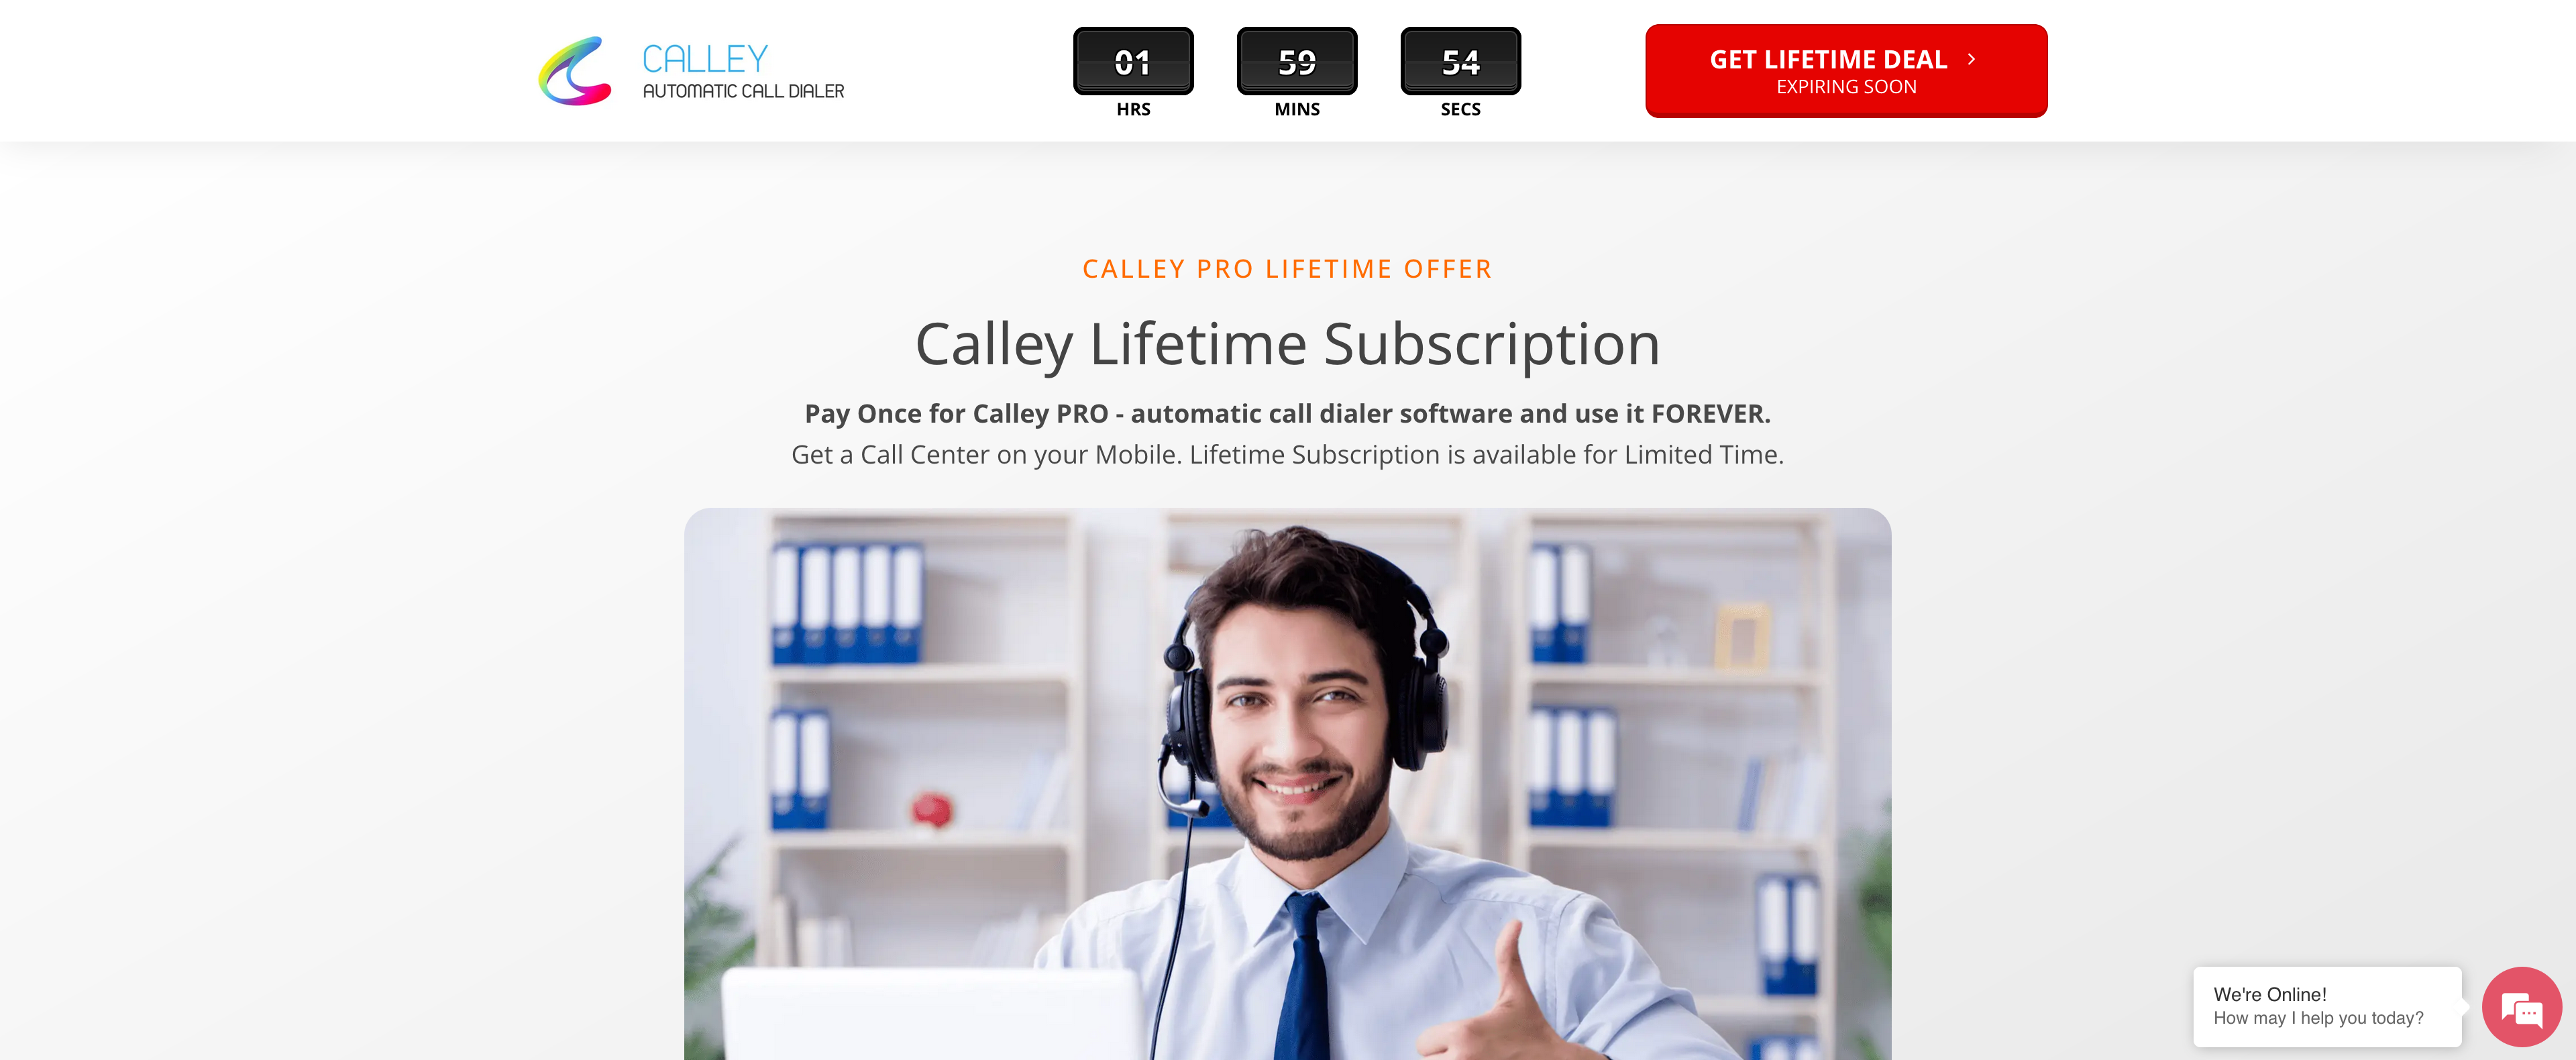 CALLEY
AUTOMATIC CALL DIALER
01
HRS
59
MINS
54
SECS
GET LIFETIME DEAL
EXPIRING SOON
CALLEY PRO LIFETIME OFFER
Calley Lifetime Subscription
Pay Once for Calley PRO - automatic call dialer software and use it FOREVER.
Get a Call Center on your Mobile. Lifetime Subscription is available for Limited Time.
We're Online!
How may I help you today?